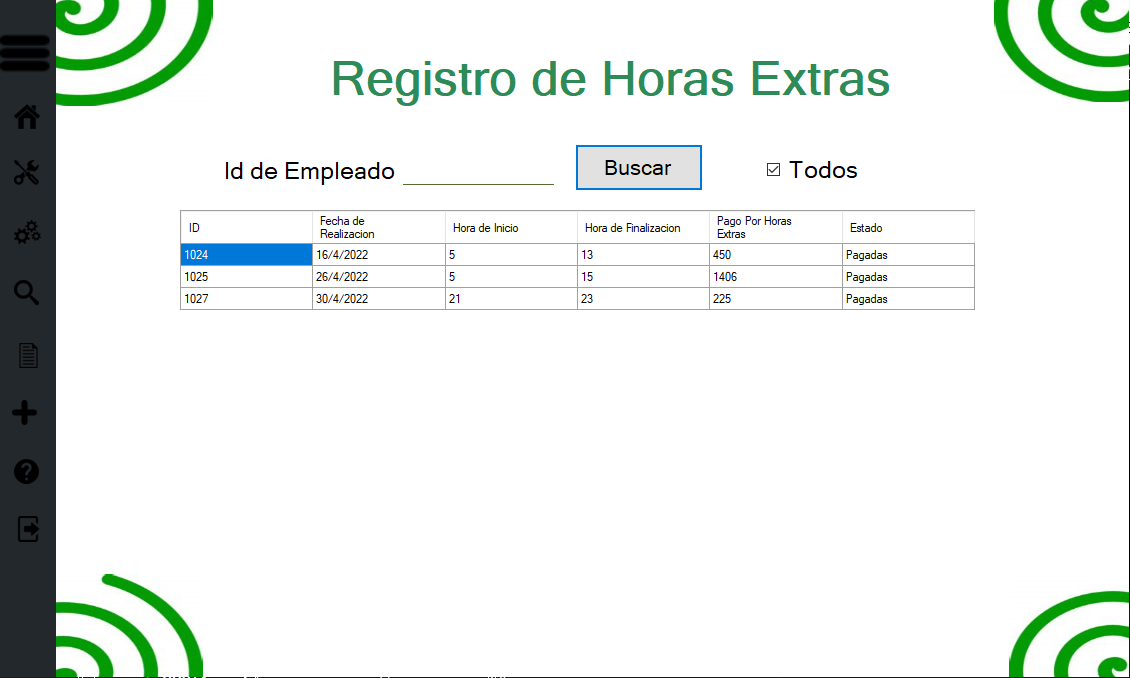 Registro de Horas Extras
Id de Empleado Buscar Todos
ID Fecha de Realizacion Hora de Inicio Hora de Finalizacion Pago Por Horas Extras Estado
1024 16/4/2022 5 13 450 Pagadas
1025 26/4/2022 5 15 1406 Pagadas
1027 30/4/2022 21 23 225 Pagadas